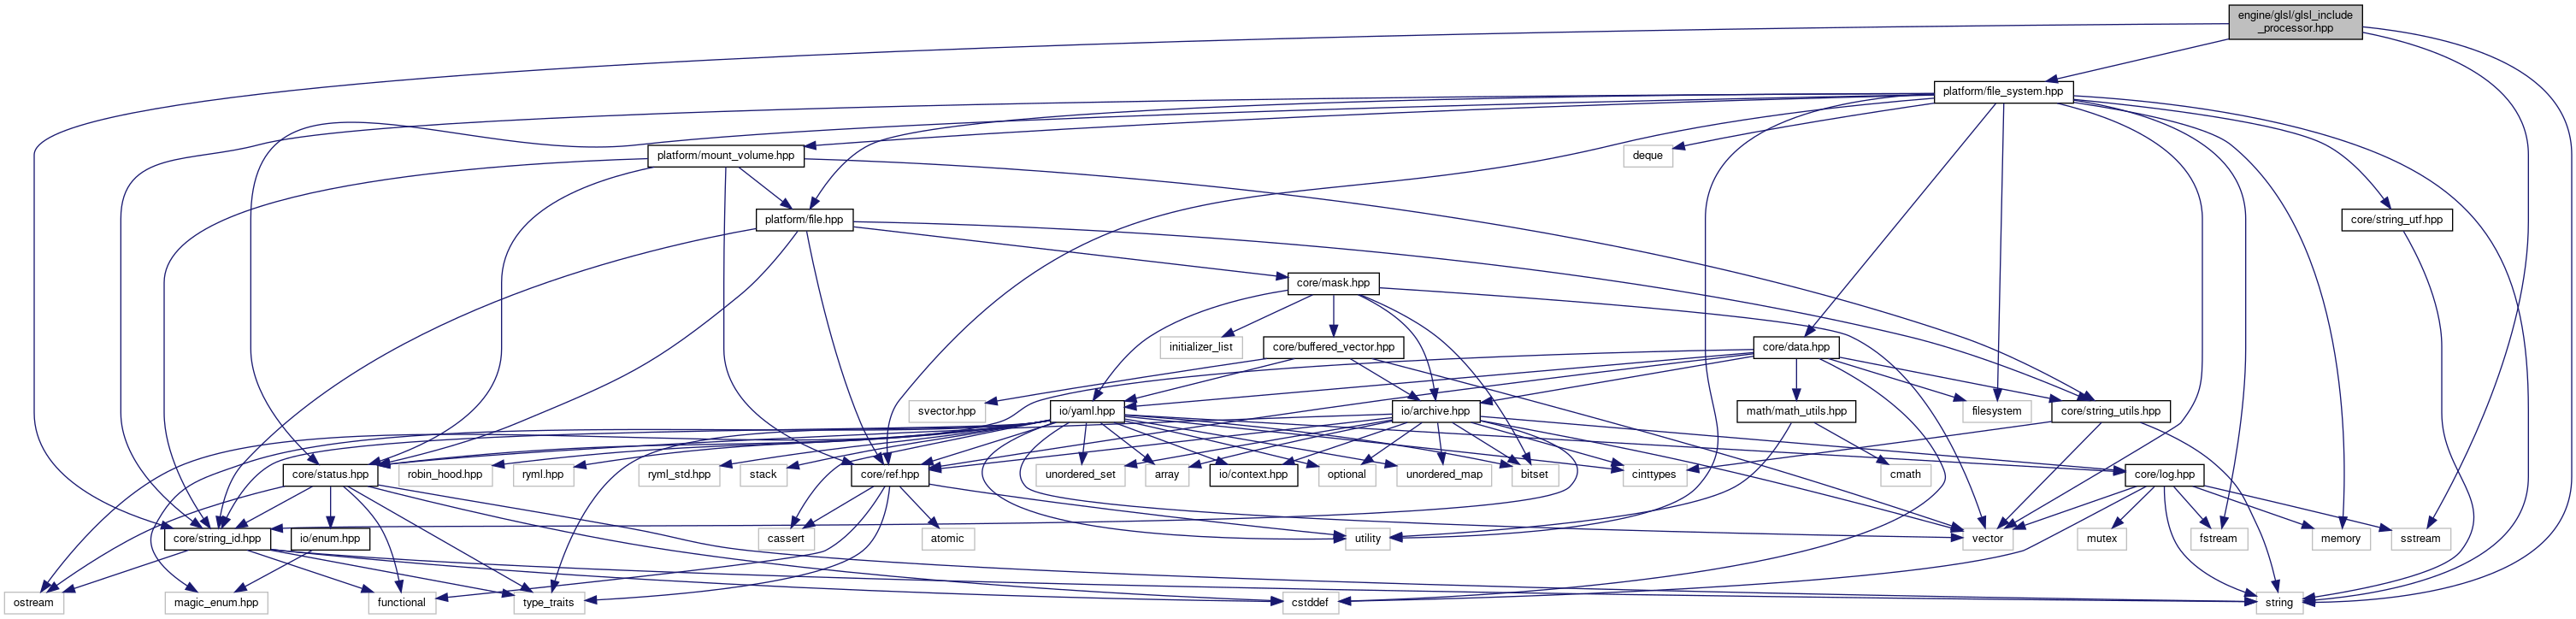 engine/glsl/glsl_include
_processor.hpp
platform/file_system.hpp
platform/mount_volume.hpp
deque
platform/file.hpp
core/string_utf.hpp
core/mask.hpp
initializer_list
core/buffered_vector.hpp
core/data.hpp
svector.hpp
io/yaml.hpp
io/archive.hpp
math/math_utils.hpp
filesystem
core/string_utils.hpp
core/status.hpp
robin_hood.hpp
ryml.hpp
ryml_std.hpp
stack
core/ref.hpp
unordered_set
array
io/context.hpp
optional
unordered_map
bitset
cinttypes
cmath
core/log.hpp
core/string_id.hpp
io/enum.hpp
cassert
atomic
utility
vector
mutex
fstream
memory
sstream
ostream
magic_enum.hpp
functional
type_traits
cstddef
string